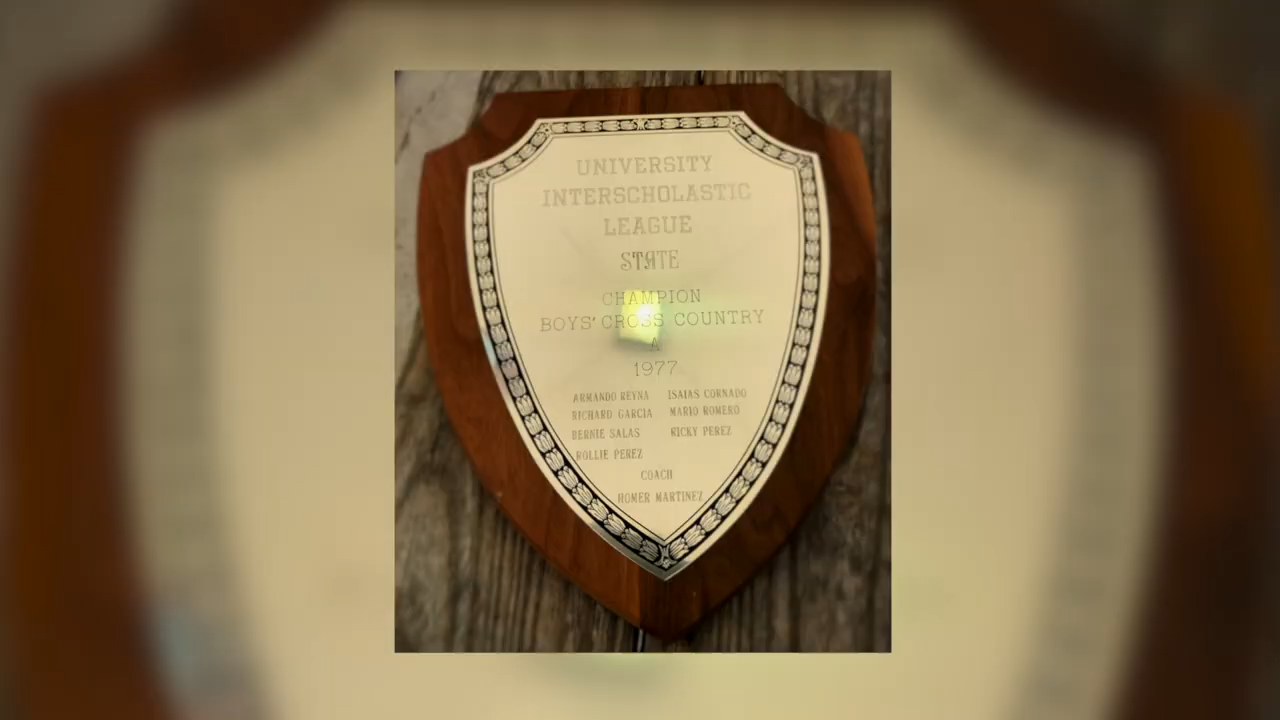 UNIVERSITY
INTERSCHOLASTIC
LEAGUE
STATE
CHAMPION
BOYS' CROSS COUNTRY
A
1977
ARMANDO REYNA ISAIAS CORNADO
RICHARD GARCIA MARIO ROMERO
BERNIE SALAS RICKY PEREZ
ROLLIE PEREZ
COACH
HOMER MARTINEZ